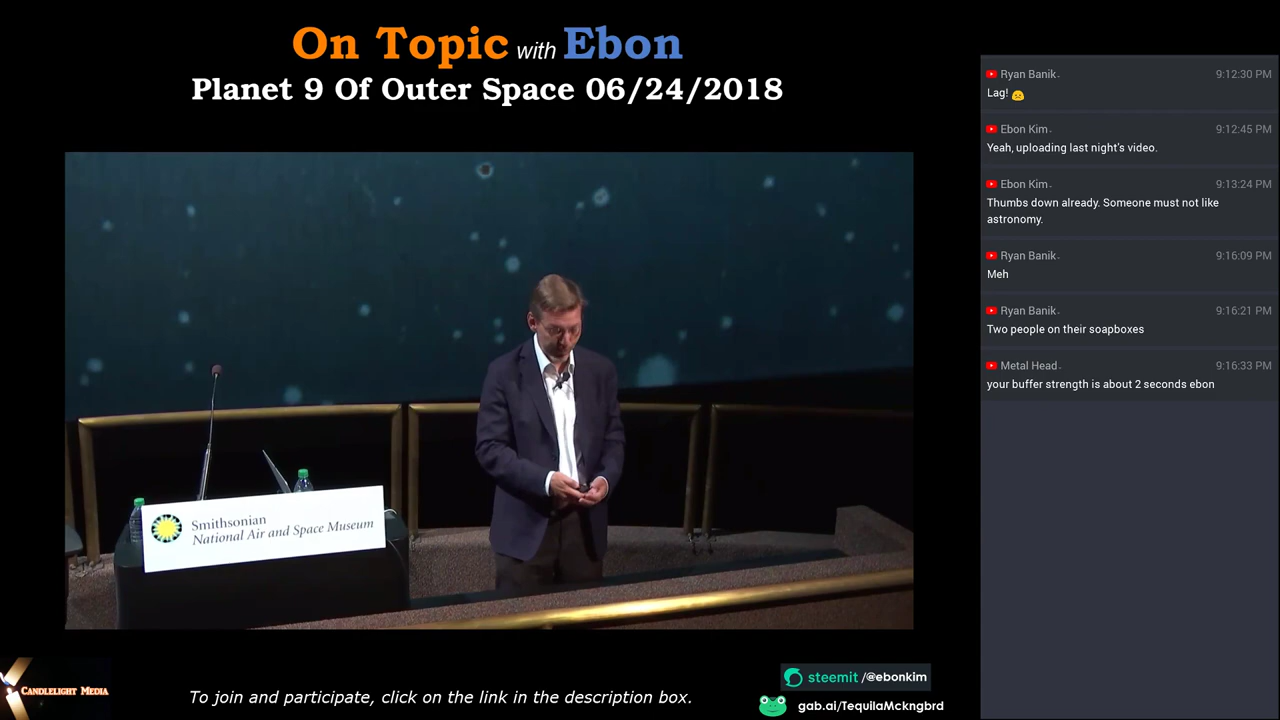 On Topic with Ebon
Planet 9 Of Outer Space 06/24/2018
Smithsonian
National Air and Space Museum
CANDLELIGHT MEDIA
To join and participate, click on the link in the description box.
steemit /@ebonkim
gab.ai/TequilaMckngbrd
Ryan Banik 9:12:30 PM
Lag!
Ebon Kim 9:12:45 PM
Yeah, uploading last night's video.
Ebon Kim 9:13:24 PM
Thumbs down already. Someone must not like
astronomy.
Ryan Banik 9:16:09 PM
Meh
Ryan Banik 9:16:21 PM
Two people on their soapboxes
Metal Head 9:16:33 PM
your buffer strength is about 2 seconds ebon